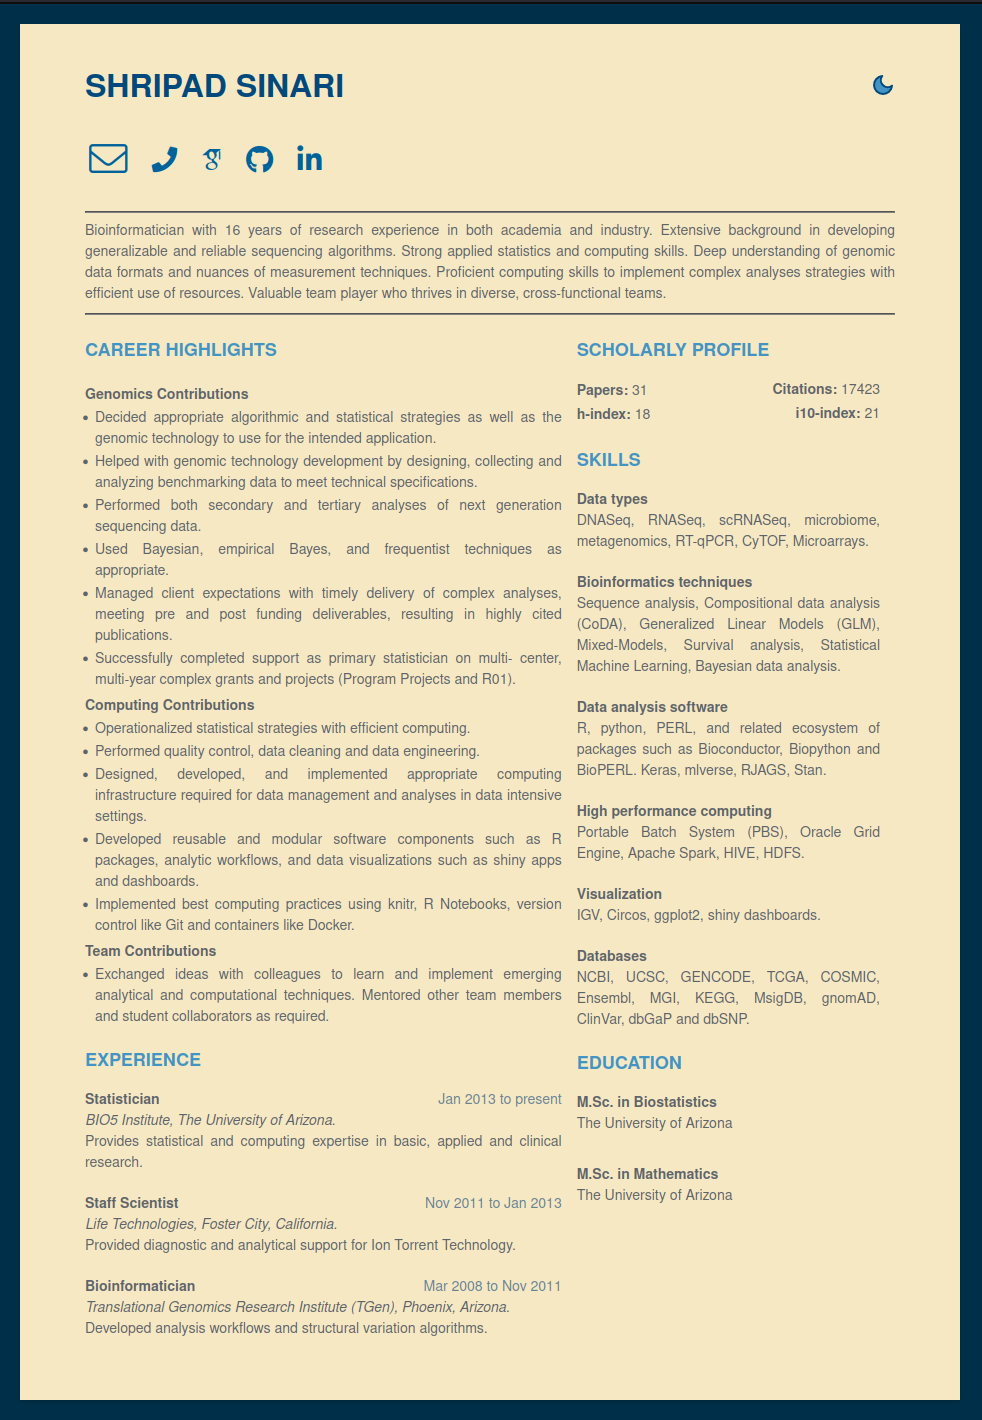 SHRIPAD SINARI
Bioinformatician with 16 years of research experience in both academia and industry. Extensive background in developing
generalizable and reliable sequencing algorithms. Strong applied statistics and computing skills. Deep understanding of genomic
data formats and nuances of measurement techniques. Proficient computing skills to implement complex analyses strategies with
efficient use of resources. Valuable team player who thrives in diverse, cross-functional teams.
CAREER HIGHLIGHTS
Genomics Contributions
• Decided appropriate algorithmic and statistical strategies as well as the
genomic technology to use for the intended application.
• Helped with genomic technology development by designing, collecting and
analyzing benchmarking data to meet technical specifications.
• Performed both secondary and tertiary analyses of next generation
sequencing data.
• Used Bayesian, empirical Bayes, and frequentist techniques as
appropriate.
• Managed client expectations with timely delivery of complex analyses,
meeting pre and post funding deliverables, resulting in highly cited
publications.
• Successfully completed support as primary statistician on multi- center,
multi-year complex grants and projects (Program Projects and R01).
Computing Contributions
• Operationalized statistical strategies with efficient computing.
• Performed quality control, data cleaning and data engineering.
• Designed, developed, and implemented appropriate computing
infrastructure required for data management and analyses in data intensive
settings.
• Developed reusable and modular software components such as R
packages, analytic workflows, and data visualizations such as shiny apps
and dashboards.
• Implemented best computing practices using knitr, R Notebooks, version
control like Git and containers like Docker.
Team Contributions
• Exchanged ideas with colleagues to learn and implement emerging
analytical and computational techniques. Mentored other team members
and student collaborators as required.
EXPERIENCE
Statistician Jan 2013 to present
BIO5 Institute, The University of Arizona.
Provides statistical and computing expertise in basic, applied and clinical
research.
Staff Scientist Nov 2011 to Jan 2013
Life Technologies, Foster City, California.
Provided diagnostic and analytical support for Ion Torrent Technology.
Bioinformatician Mar 2008 to Nov 2011
Translational Genomics Research Institute (TGen), Phoenix, Arizona.
Developed analysis workflows and structural variation algorithms.
SCHOLARLY PROFILE
Papers: 31 Citations: 17423
h-index: 18 i10-index: 21
SKILLS
Data types
DNASeq, RNASeq, scRNASeq, microbiome,
metagenomics, RT-qPCR, CyTOF, Microarrays.
Bioinformatics techniques
Sequence analysis, Compositional data analysis
(CoDA), Generalized Linear Models (GLM),
Mixed-Models, Survival analysis, Statistical
Machine Learning, Bayesian data analysis.
Data analysis software
R, python, PERL, and related ecosystem of
packages such as Bioconductor, Biopython and
BioPERL. Keras, mlverse, RJAGS, Stan.
High performance computing
Portable Batch System (PBS), Oracle Grid
Engine, Apache Spark, HIVE, HDFS.
Visualization
IGV, Circos, ggplot2, shiny dashboards.
Databases
NCBI, UCSC, GENCODE, TCGA, COSMIC,
Ensembl, MGI, KEGG, MsigDB, gnomAD,
ClinVar, dbGaP and dbSNP.
EDUCATION
M.Sc. in Biostatistics
The University of Arizona
M.Sc. in Mathematics
The University of Arizona